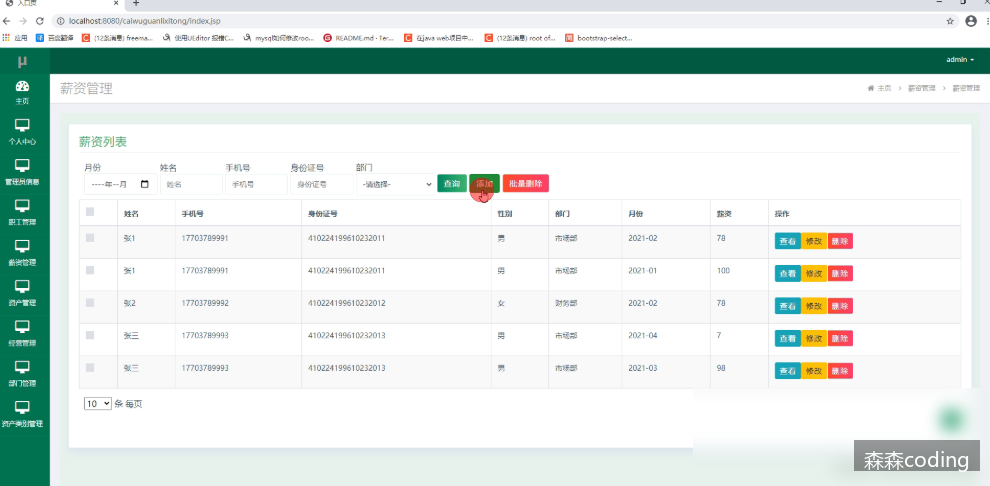 入口页
localhost:8080/caiwuguanlixitong/index.jsp
应用 百度翻译 (12条消息) freema... 使用UEditor 报错C... mysql如何修改roo... README.md · Ter... 在java web项目中... (12条消息) root of... bootstrap-select...
μ
admin
主页
个人中心
管理员信息
职工管理
薪资管理
资产管理
经营管理
部门管理
资产类别管理
薪资管理
主页 > 薪资管理 > 薪资管理
薪资列表
月份 姓名 手机号 身份证号 部门
----年--月 姓名 手机号 身份证号 -请选择- 查询 添加 批量删除
姓名 手机号 身份证号 性别 部门 月份 薪资 操作
张1 17703789991 410224199610232011 男 市场部 2021-02 78 查看 修改 删除
张1 17703789991 410224199610232011 男 市场部 2021-01 100 查看 修改 删除
张2 17703789992 410224199610232012 女 财务部 2021-02 78 查看 修改 删除
张三 17703789993 410224199610232013 男 市场部 2021-04 7 查看 修改 删除
张三 17703789993 410224199610232013 男 市场部 2021-03 98 查看 修改 删除
10 条 每页
森森coding